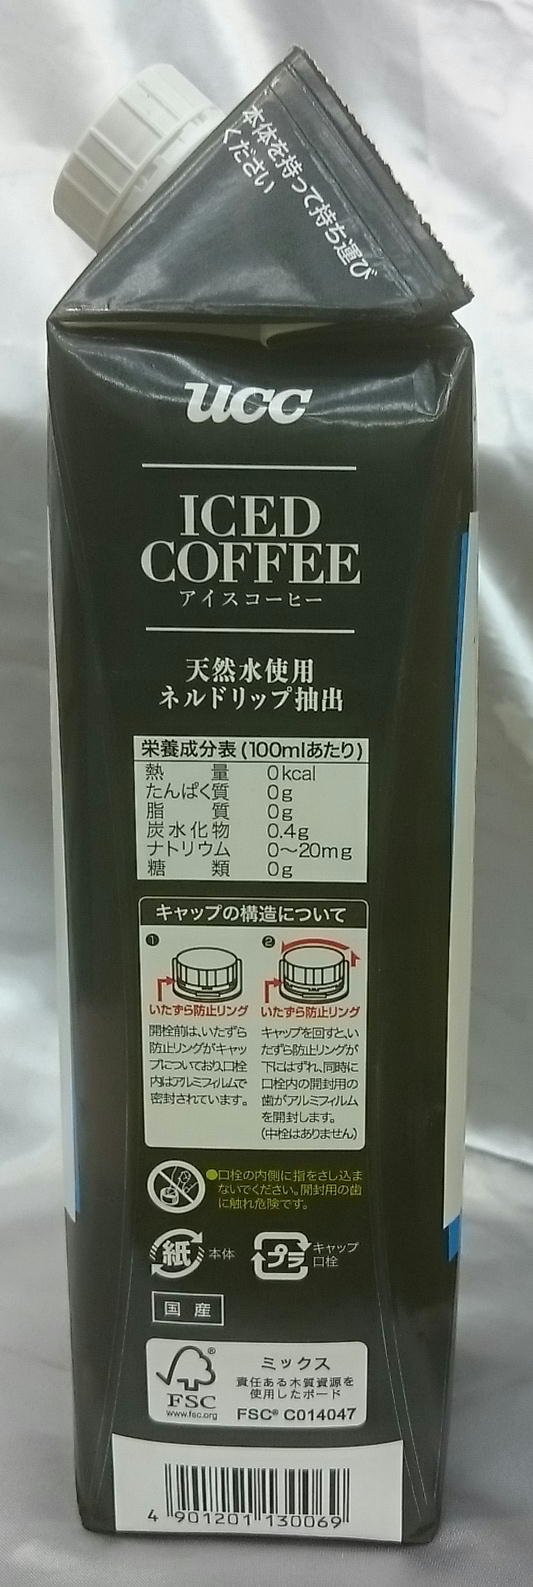 本体を持って持ち運び
ください
UCC
ICED
COFFEE
アイスコーヒー
天然水使用
ネルドリップ抽出
栄養成分表(100mlあたり)
熱量 0kcal
たんぱく質 0g
脂質 0g
炭水化物 0.4g
ナトリウム 0〜20mg
糖類 0g
キャップの構造について
❶
いたずら防止リング
開栓前は、いたずら
防止リングがキャッ
プについており、口栓
内はアルミフィルムで
密封されています。
❷
いたずら防止リング
キャップを回すと、い
たずら防止リングが
下にはずれ、同時に
口栓内の開封用の
歯がアルミフィルム
を開封します。
(中栓はありません)
●口栓の内側に指をさし込ま
ないでください。開封用の歯
に触れ危険です。
紙 本体
プラ キャップ
口栓
国産
FSC
www.fsc.org
®
ミックス
責任ある木質資源を
使用したボード
FSC® C014047
4 901201 130069